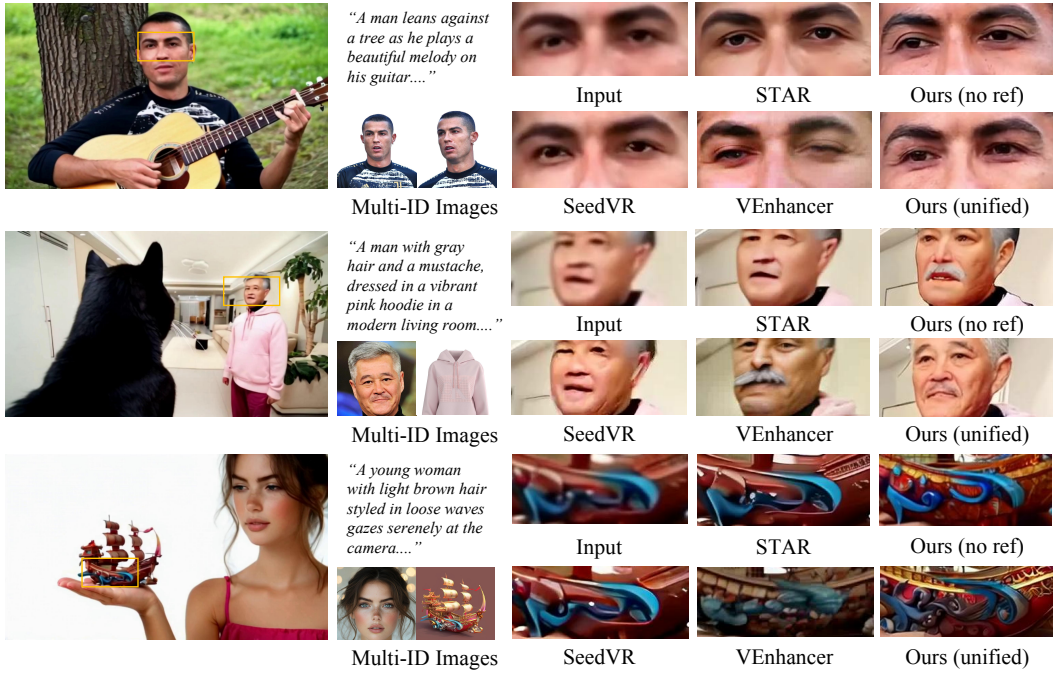 “A man leans against
a tree as he plays a
beautiful melody on
his guitar....”
Multi-ID Images
Input
STAR
Ours (no ref)
SeedVR
VEnhancer
Ours (unified)
“A man with gray
hair and a mustache,
dressed in a vibrant
pink hoodie in a
modern living room....”
Multi-ID Images
Input
STAR
Ours (no ref)
SeedVR
VEnhancer
Ours (unified)
“A young woman
with light brown hair
styled in loose waves
gazes serenely at the
camera....”
Multi-ID Images
Input
STAR
Ours (no ref)
SeedVR
VEnhancer
Ours (unified)